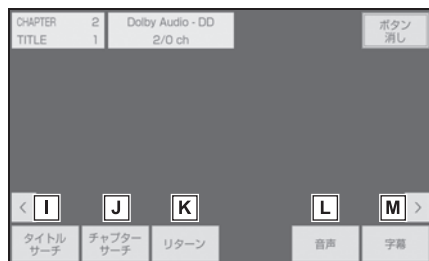 CHAPTER 2
TITLE 1
Dolby Audio - DD
2/0 ch
ボタン
消し
< I J K L M >
タイトル
サーチ
チャプター
サーチ
リターン
音声
字幕